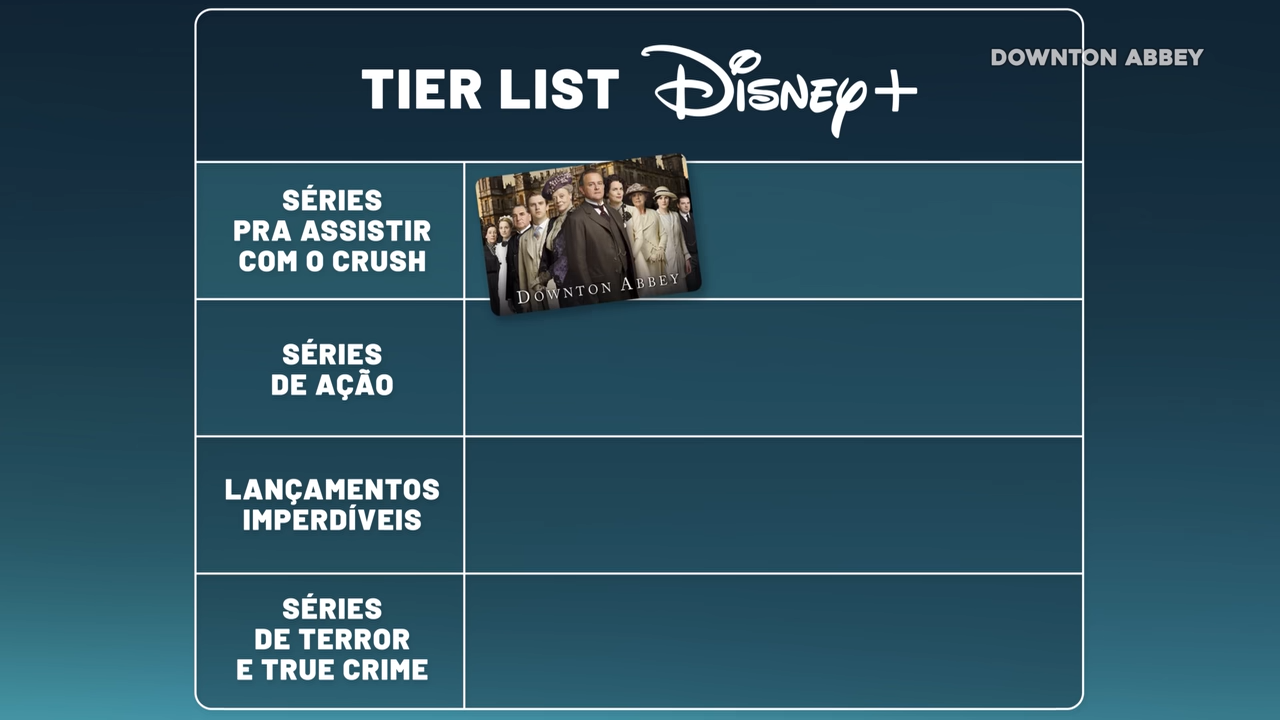 TIER LIST Disney+
DOWNTON ABBEY
SÉRIES
PRA ASSISTIR
COM O CRUSH
DOWNTON ABBEY
SÉRIES
DE AÇÃO
LANÇAMENTOS
IMPERDÍVEIS
SÉRIES
DE TERROR
E TRUE CRIME